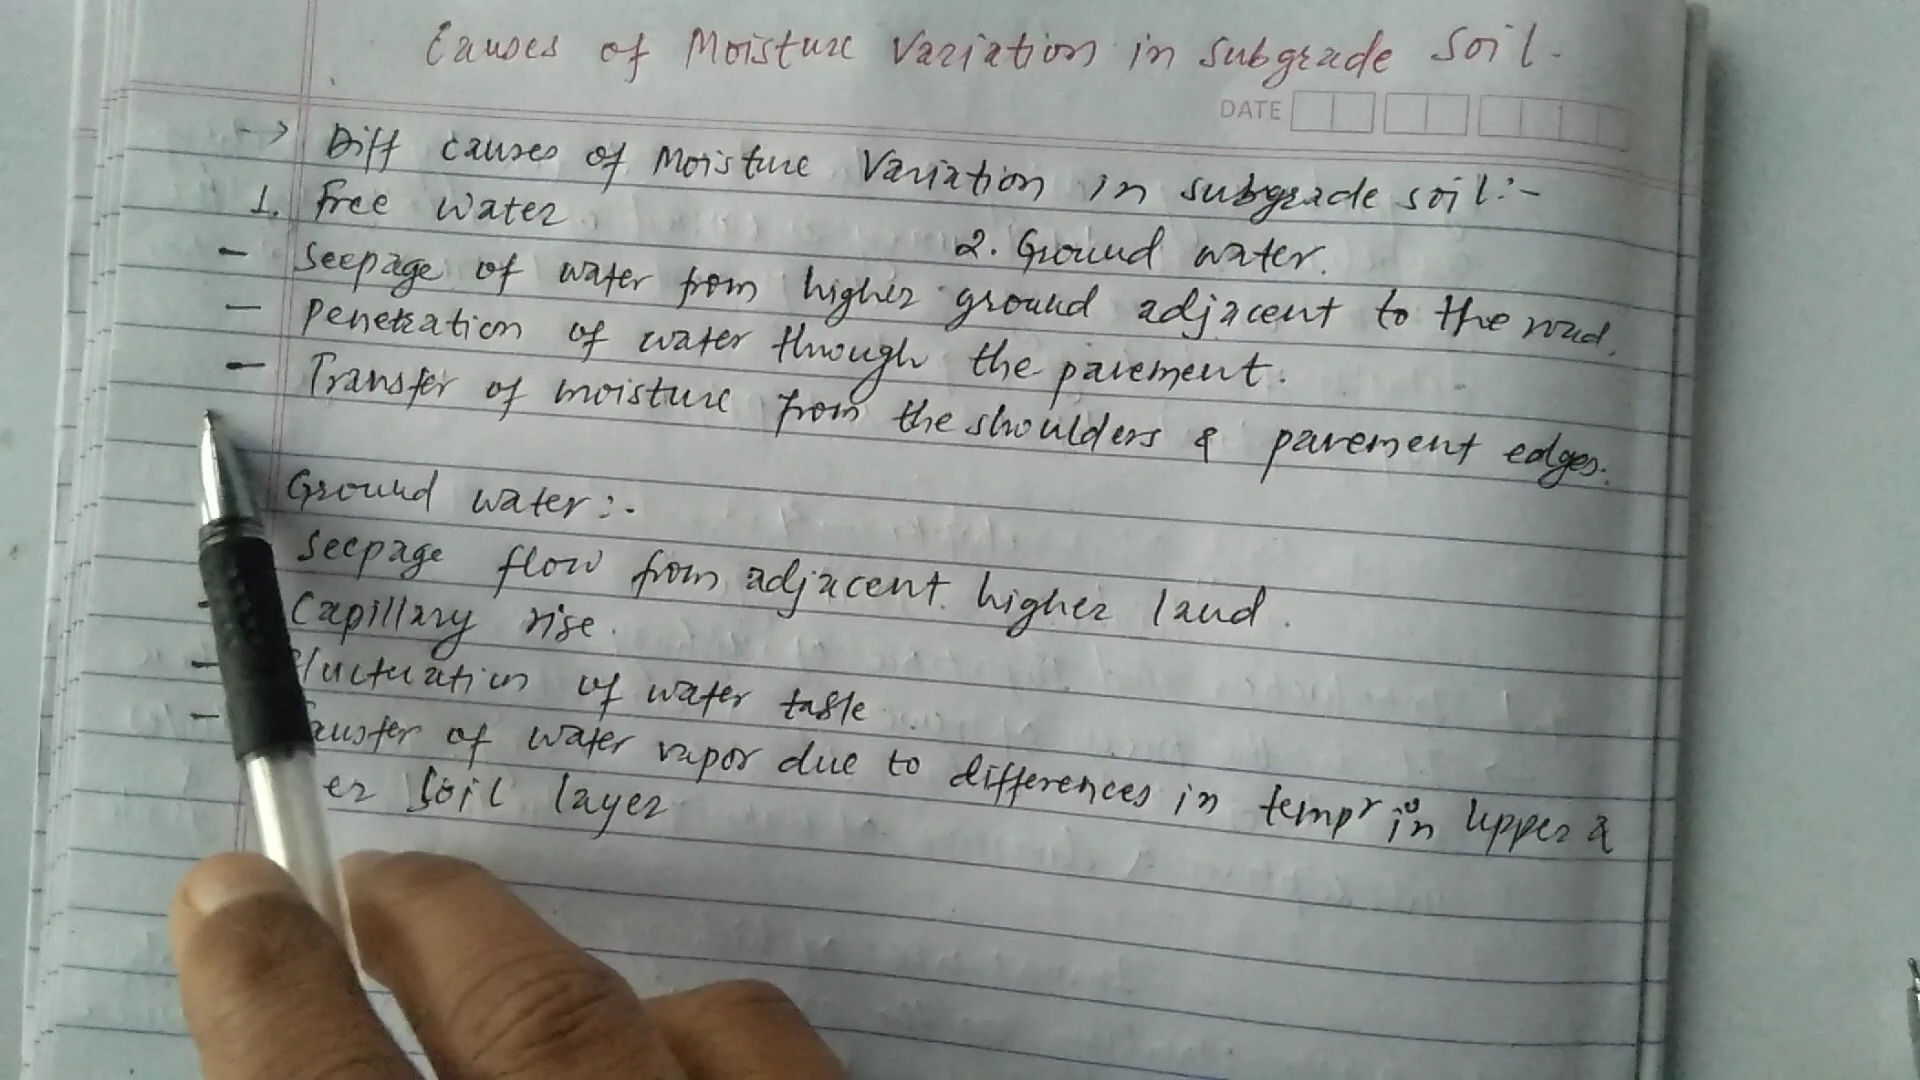 Causes of Moisture Variation in Subgrade Soil.
DATE
-> Diff causes of Moisture Variation in subgrade soil:-
1. Free water
2. Ground water.
- Seepage of water from higher ground adjacent to the road.
- Penetration of water through the pavement.
- Transfer of moisture from the shoulders & pavement edges.
Ground water:-
Seepage flow from adjacent higher land.
- Capillary rise
- fluctuation of water table
- of water vapor due to differences in tempr in upper &
soil layer